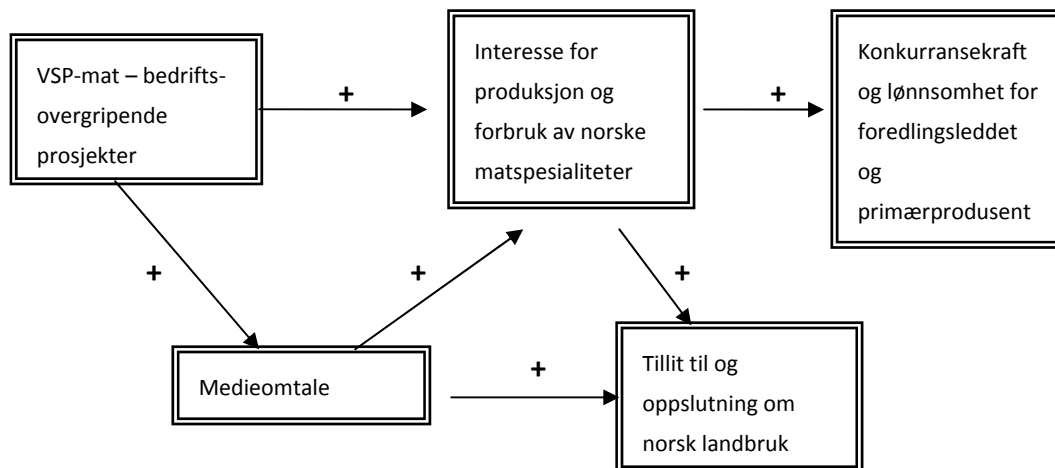 VSP-mat – bedrifts-
overgripende
prosjekter
+
Interesse for
produksjon og
forbruk av norske
matspesialiteter
+
Konkurransekraft
og lønnsomhet for
foredlingsleddet
og
primærprodusent
+
+
+
Medieomtale
+
Tillit til og
oppslutning om
norsk landbruk